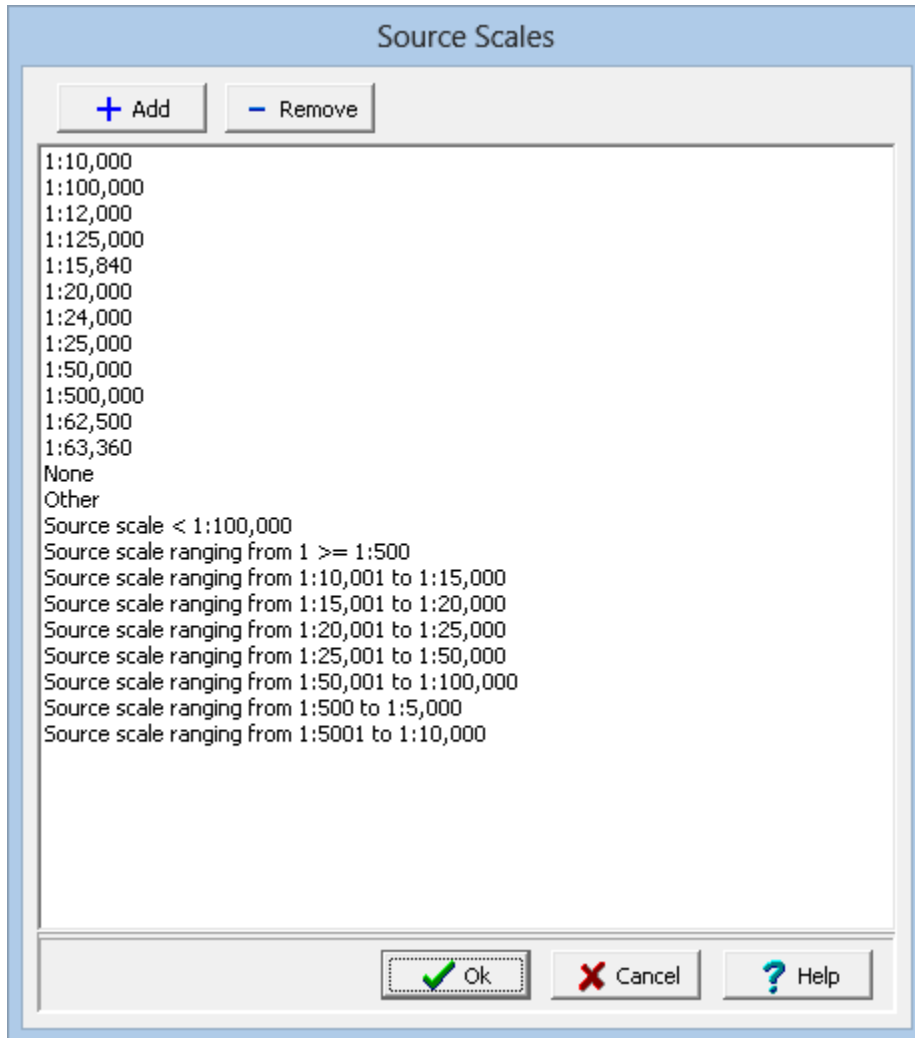 Source Scales
+ Add
- Remove
1:10,000
1:100,000
1:12,000
1:125,000
1:15,840
1:20,000
1:24,000
1:25,000
1:50,000
1:500,000
1:62,500
1:63,360
None
Other
Source scale < 1:100,000
Source scale ranging from 1 >= 1:500
Source scale ranging from 1:10,001 to 1:15,000
Source scale ranging from 1:15,001 to 1:20,000
Source scale ranging from 1:20,001 to 1:25,000
Source scale ranging from 1:25,001 to 1:50,000
Source scale ranging from 1:50,001 to 1:100,000
Source scale ranging from 1:500 to 1:5,000
Source scale ranging from 1:5001 to 1:10,000
Ok
Cancel
? Help